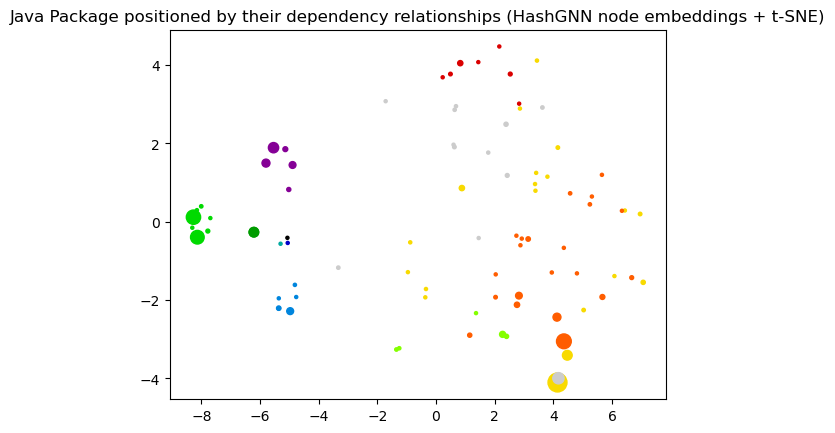 Java Package positioned by their dependency relationships (HashGNN node embeddings + t-SNE)
4
2
0
−2
−4
−8 −6 −4 −2 0 2 4 6